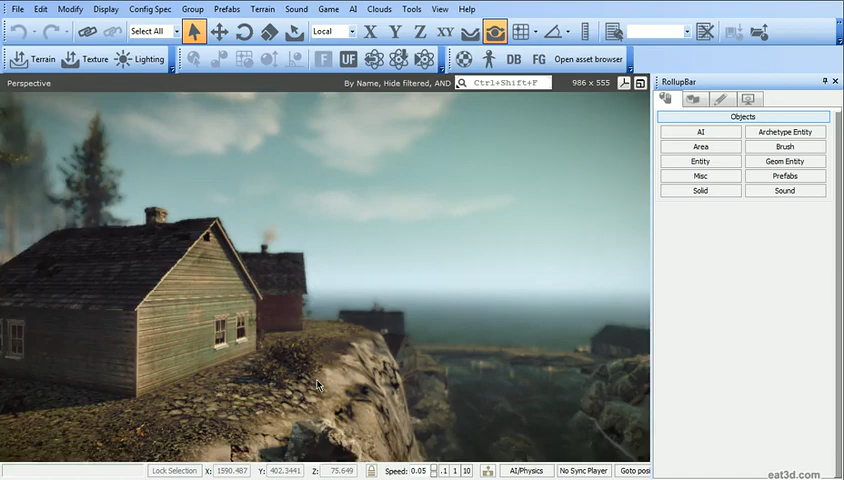 File Edit Modify Display Config Spec Group Prefabs Terrain Sound Game AI Clouds Tools View Help
Select All Local X Y Z XY
Terrain Texture Lighting F UF DB FG Open asset browser
Perspective By Name, Hide filtered, AND Ctrl+Shift+F 986 x 555
RollupBar
Objects
AI Archetype Entity
Area Brush
Entity Geom Entity
Misc Prefabs
Solid Sound
Lock Selection X: 1590.487 Y: 402.3441 Z: 75.649 Speed: 0.05 .1 1 10 AI/Physics No Sync Player Goto posi
eat3d.com